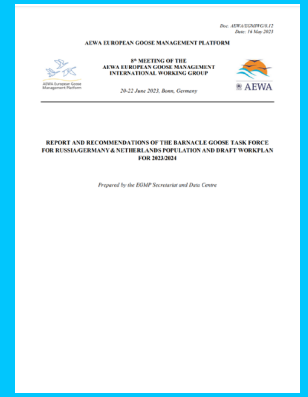 Doc. AEWA/EGMIWG/8.15
Date: 14 May 2023
AEWA EUROPEAN GOOSE MANAGEMENT PLATFORM
8th MEETING OF THE
AEWA EUROPEAN GOOSE MANAGEMENT
INTERNATIONAL WORKING GROUP
AEWA European Goose
Management Platform
AEWA
20-22 June 2023, Bonn, Germany
REPORT AND RECOMMENDATIONS OF THE BARNACLE GOOSE TASK FORCE
FOR RUSSIA/GERMANY & NETHERLANDS POPULATION AND DRAFT WORKPLAN
FOR 2023/2024
Prepared by the EGMP Secretariat and Data Centre